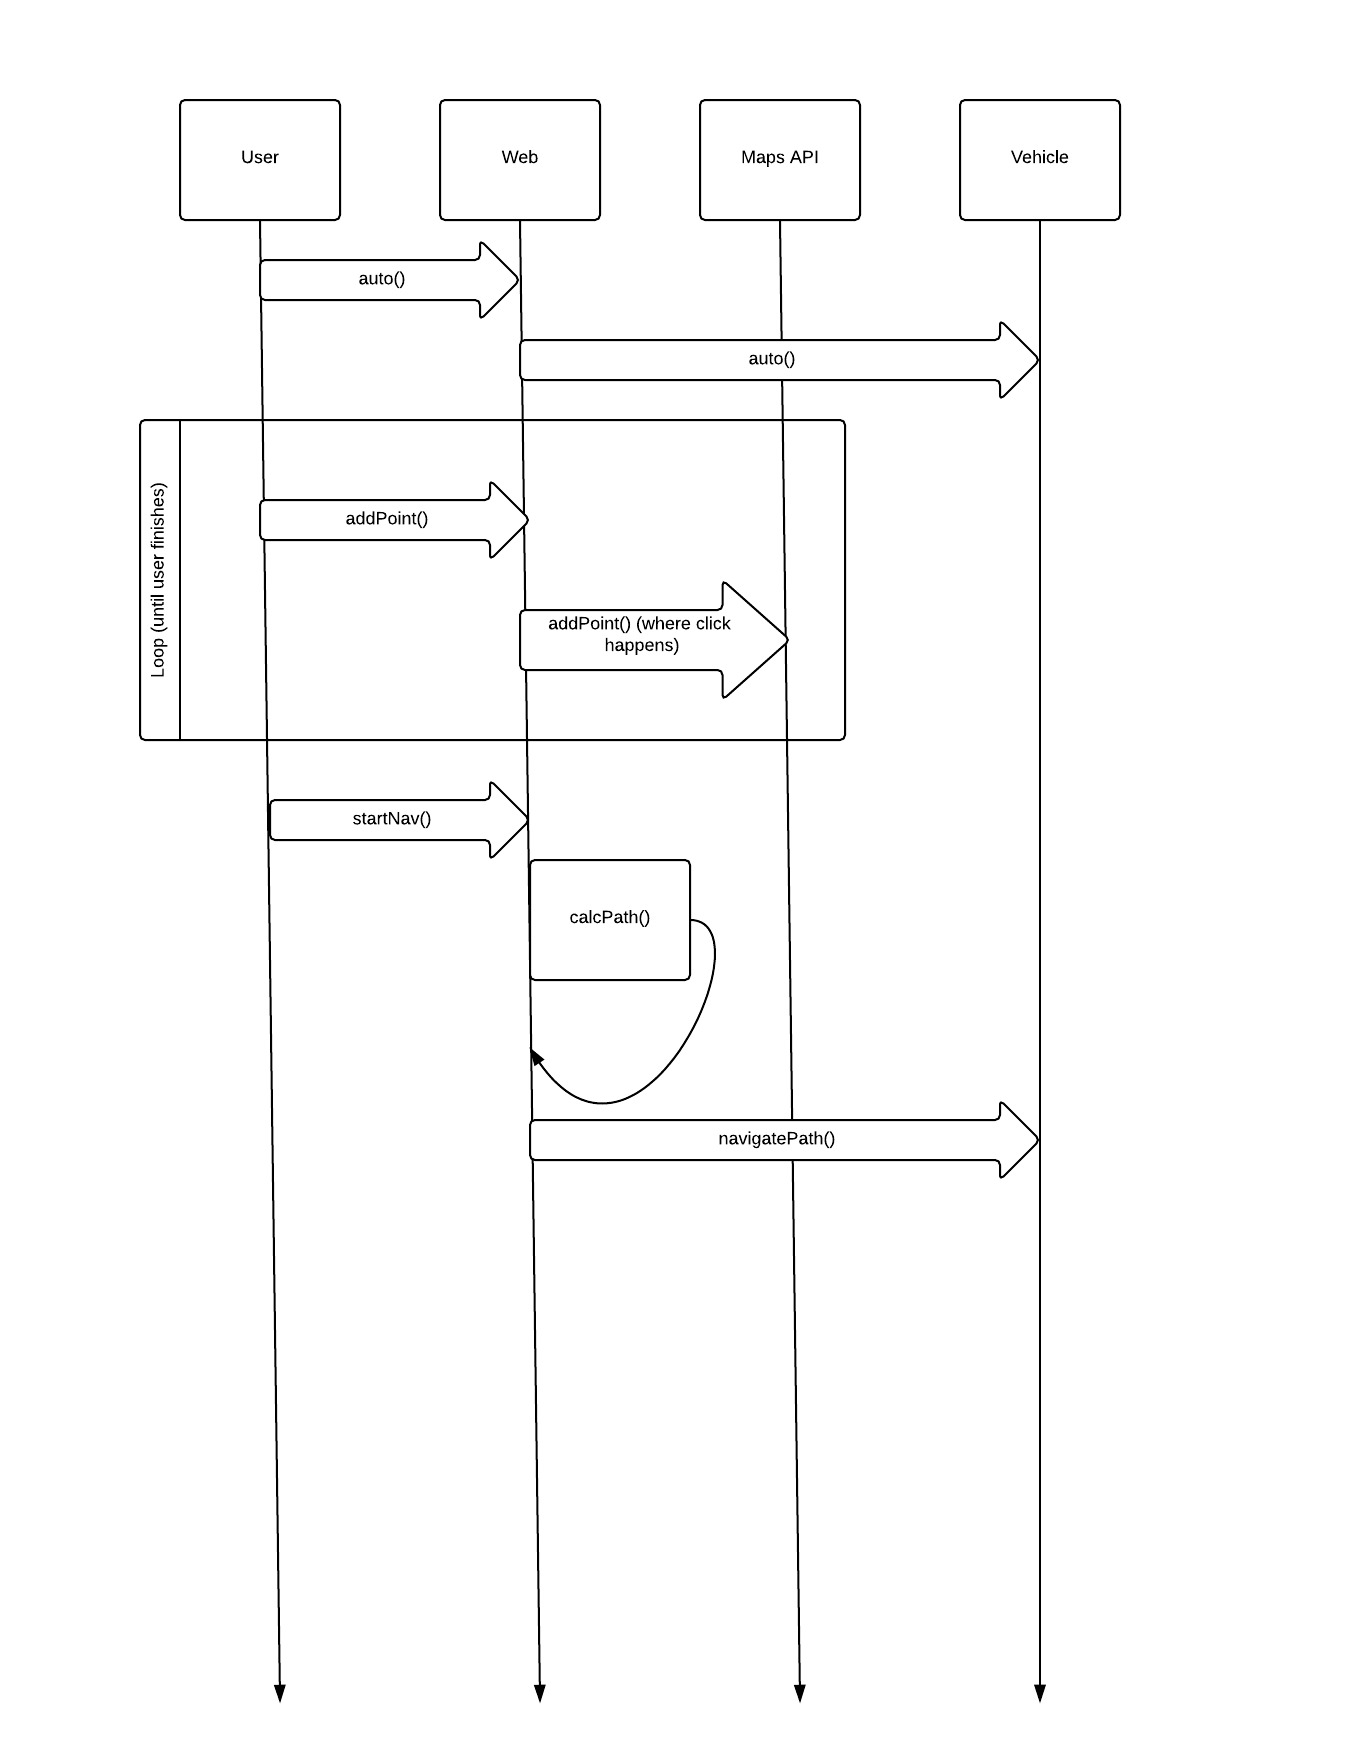 User
Web
Maps API
Vehicle
auto()
auto()
Loop (until user finishes)
addPoint()
addPoint() (where click
happens)
startNav()
calcPath()
navigatePath()